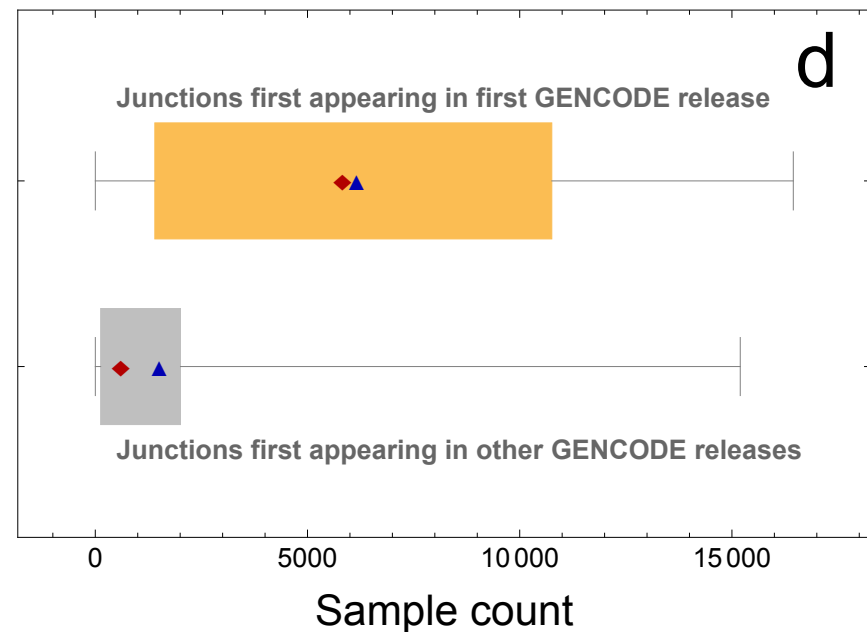 d
Junctions first appearing in first GENCODE release
Junctions first appearing in other GENCODE releases
0 5000 10000 15000
Sample count